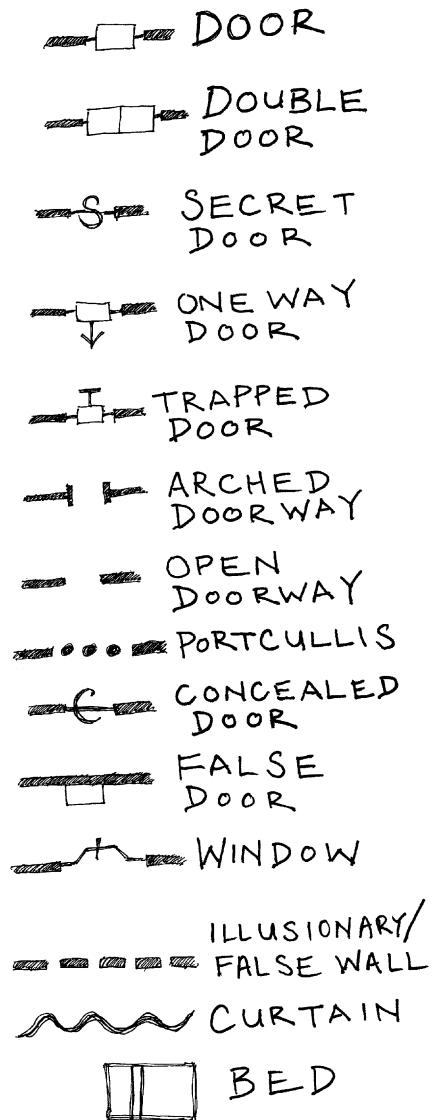 DOOR
DOUBLE
DOOR
S
SECRET
DOOR
ONE WAY
DOOR
T
TRAPPED
DOOR
ARCHED
DOORWAY
OPEN
DOORWAY
PORTCULLIS
C
CONCEALED
DOOR
FALSE
DOOR
WINDOW
ILLUSIONARY/
FALSE WALL
CURTAIN
BED